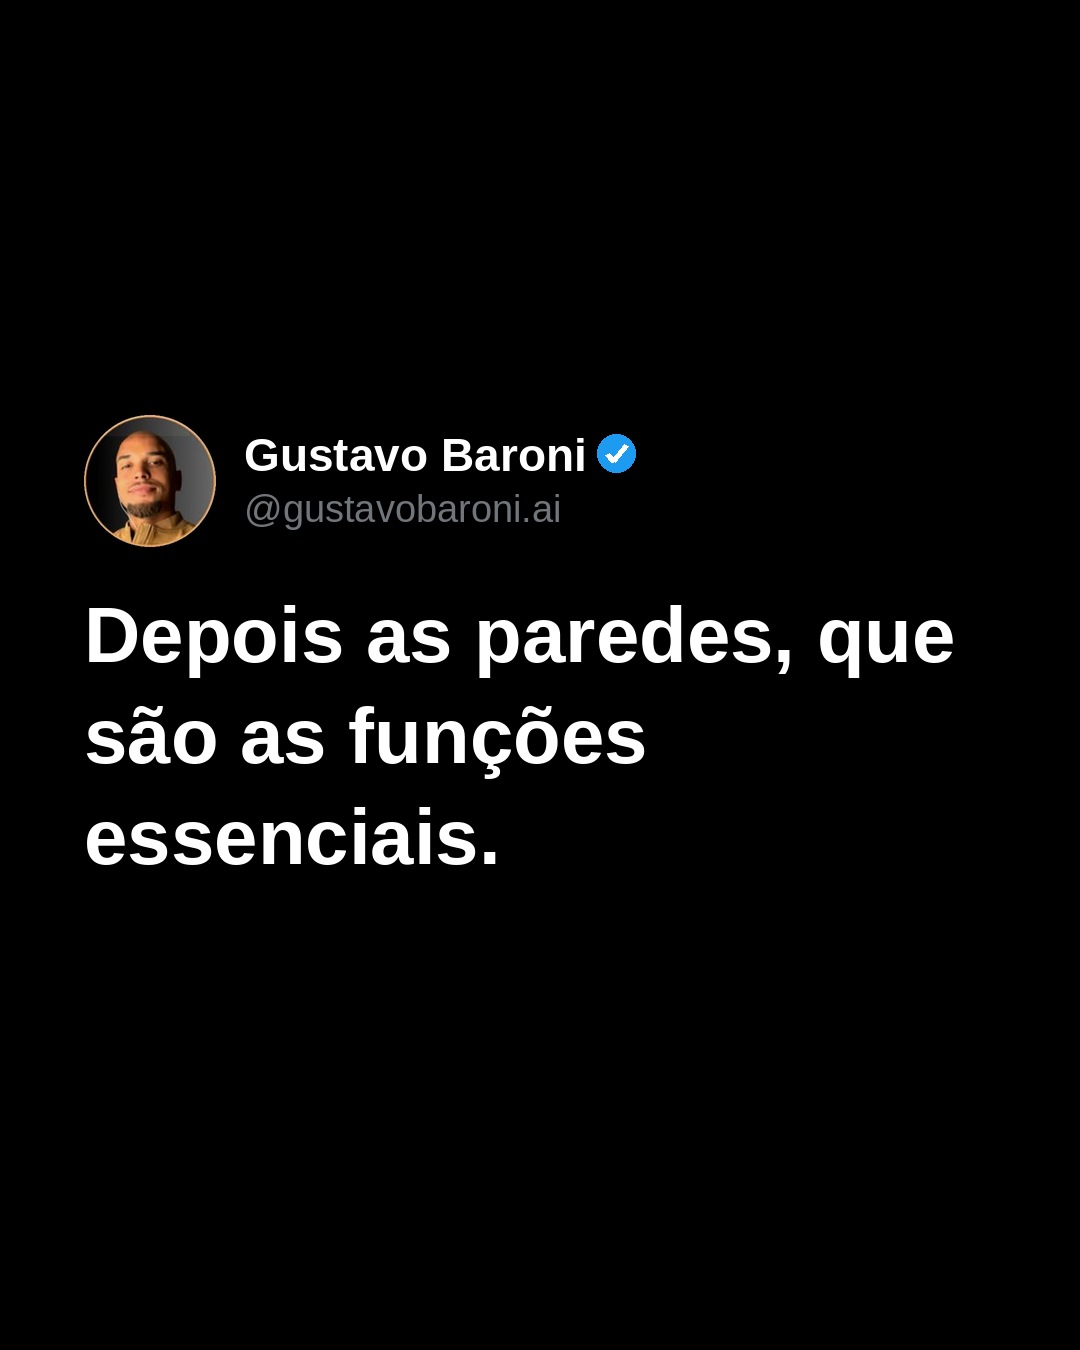 Gustavo Baroni
@gustavobaroni.ai
Depois as paredes, que
são as funções
essenciais.